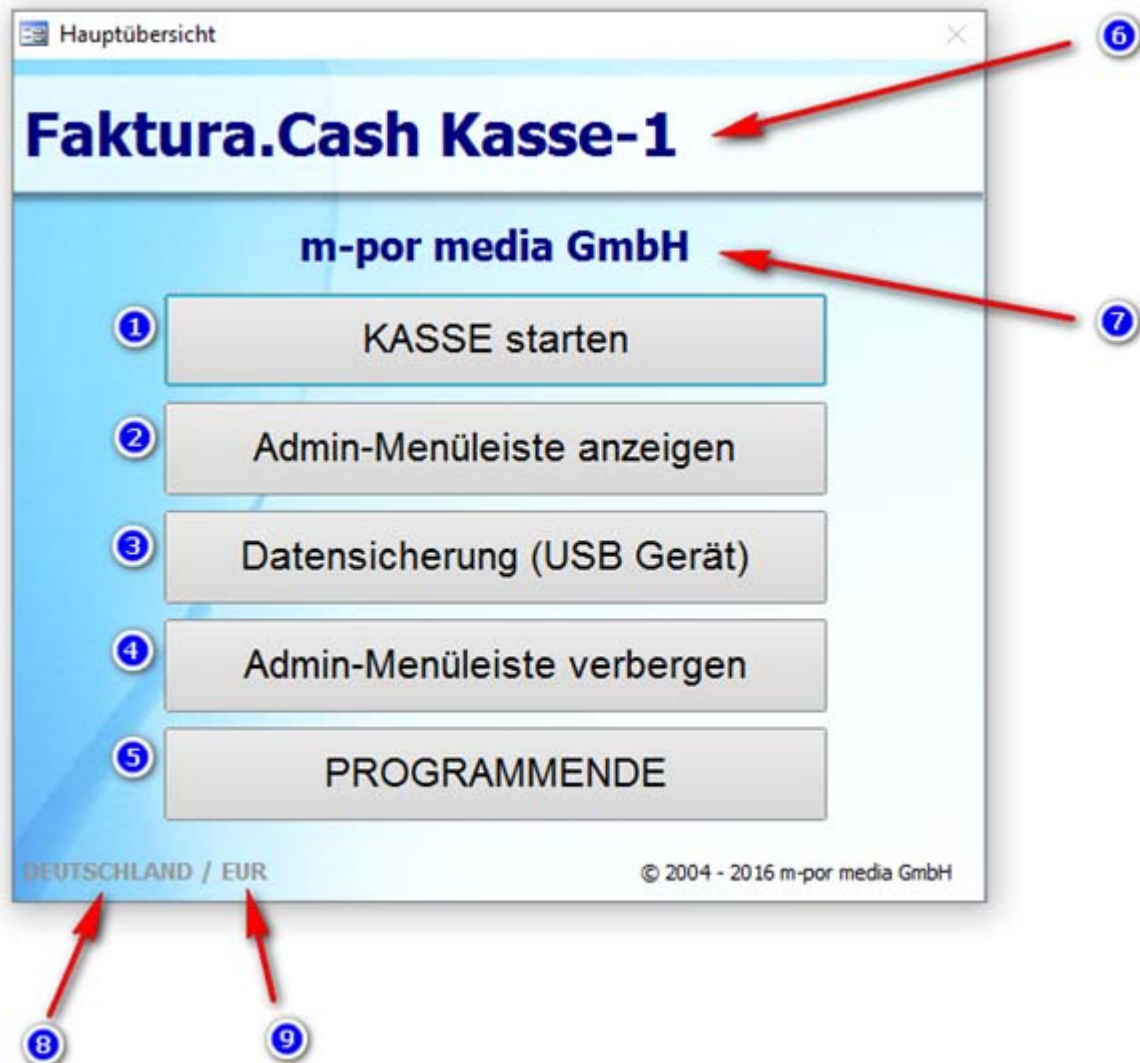 Hauptübersicht
6
Faktura.Cash Kasse-1
m-por media GmbH
7
1 KASSE starten
2 Admin-Menüleiste anzeigen
3 Datensicherung (USB Gerät)
4 Admin-Menüleiste verbergen
5 PROGRAMMENDE
DEUTSCHLAND / EUR
© 2004 - 2016 m-por media GmbH
8
9